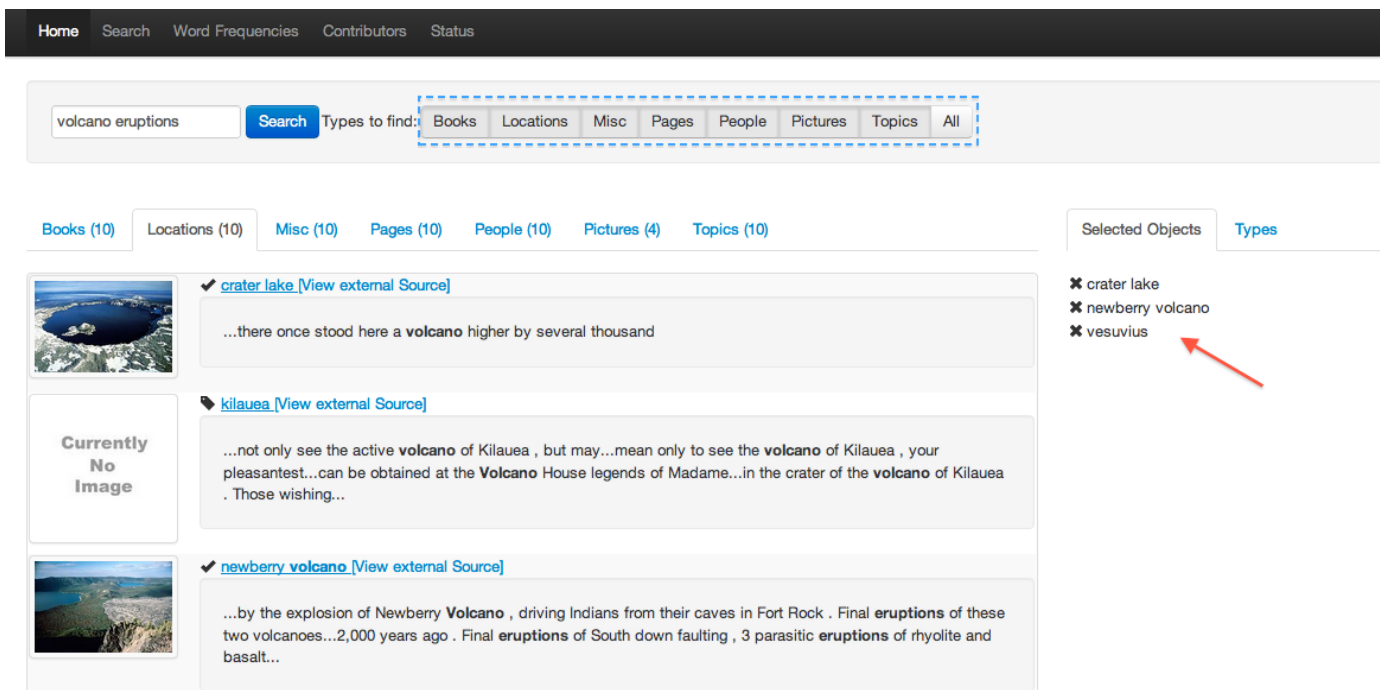 Home Search Word Frequencies Contributors Status
volcano eruptions Search Types to find: Books Locations Misc Pages People Pictures Topics All
Books (10) Locations (10) Misc (10) Pages (10) People (10) Pictures (4) Topics (10)
Selected Objects Types
crater lake [View external Source]
...there once stood here a volcano higher by several thousand
kilauea [View external Source]
Currently
No
Image
...not only see the active volcano of Kilauea , but may...mean only to see the volcano of Kilauea , your
pleasantest...can be obtained at the Volcano House legends of Madame...in the crater of the volcano of Kilauea
. Those wishing...
newberry volcano [View external Source]
...by the explosion of Newberry Volcano , driving Indians from their caves in Fort Rock . Final eruptions of these
two volcanoes...2,000 years ago . Final eruptions of South down faulting , 3 parasitic eruptions of rhyolite and
basalt...
crater lake
newberry volcano
vesuvius